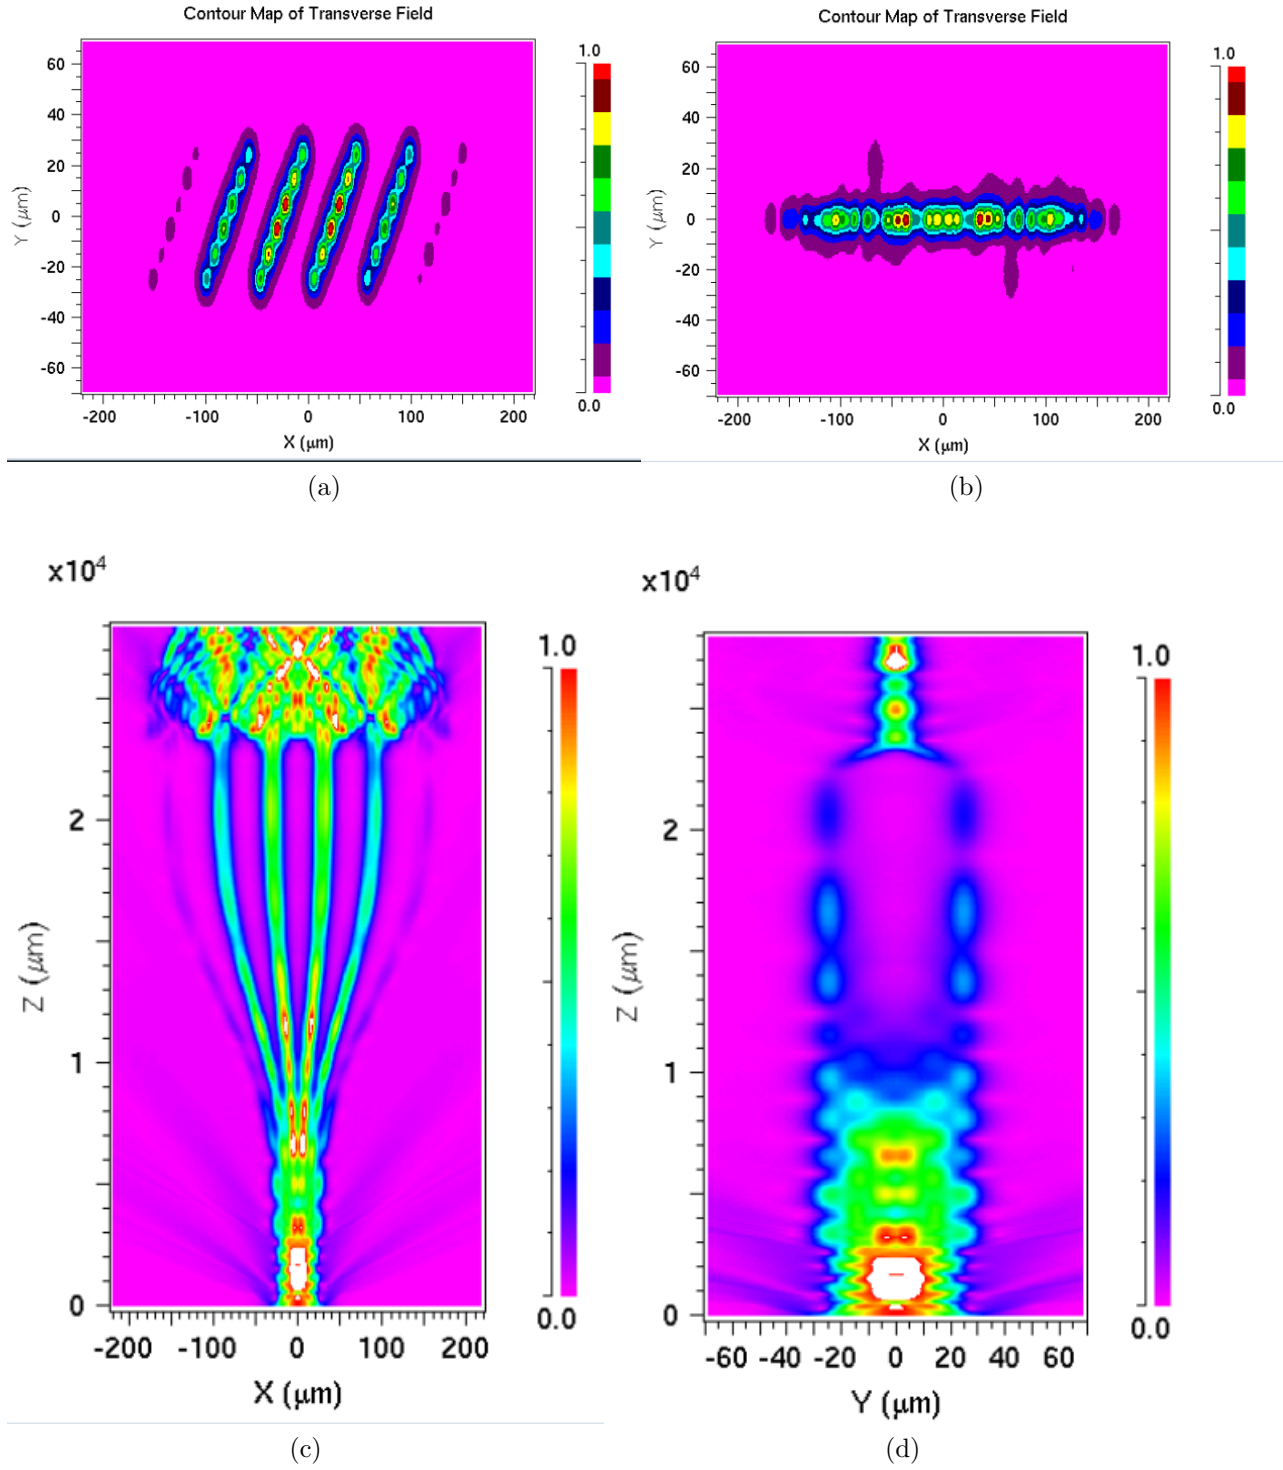 Contour Map of Transverse Field
1.0
60
40
20
0
-20
-40
-60
Y (μm)
0.0
-200 -100 0 100 200
X (μm)
(a)
Contour Map of Transverse Field
1.0
60
40
20
0
-20
-40
-60
Y (μm)
0.0
-200 -100 0 100 200
X (μm)
(b)
x10⁴
1.0
2
1
0
Z (μm)
0.0
-200 -100 0 100 200
X (μm)
(c)
x10⁴
1.0
2
1
0
Z (μm)
0.0
-60 -40 -20 0 20 40 60
Y (μm)
(d)